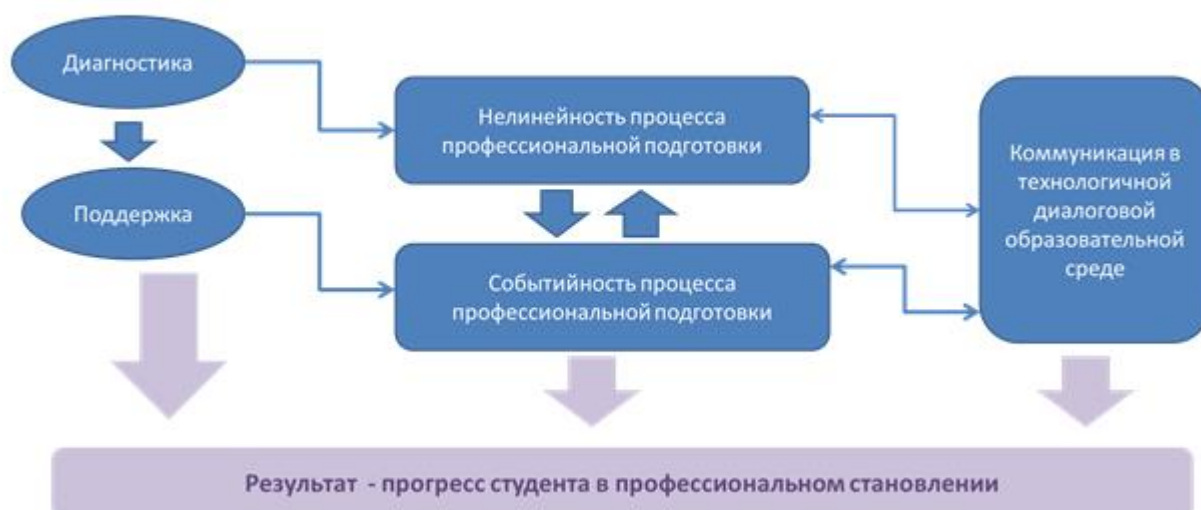 Диагностика
Нелинейность процесса
профессиональной подготовки
Поддержка
Событийность процесса
профессиональной подготовки
Коммуникация в
технологичной
диалоговой
образовательной
среде
Результат - прогресс студента в профессиональном становлении